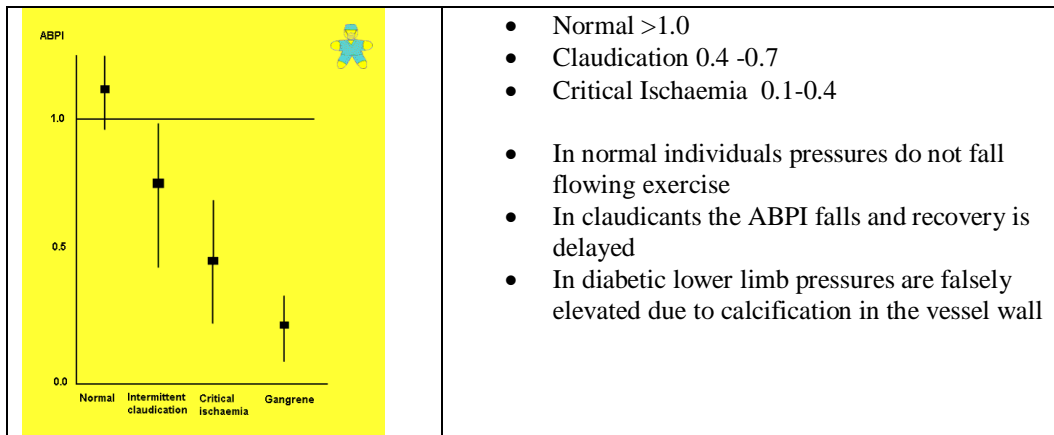 ABPI
1.0
0.5
0.0
Normal
Intermittent
claudication
Critical
ischaemia
Gangrene
• Normal >1.0
• Claudication 0.4 -0.7
• Critical Ischaemia 0.1-0.4
• In normal individuals pressures do not fall
flowing exercise
• In claudicants the ABPI falls and recovery is
delayed
• In diabetic lower limb pressures are falsely
elevated due to calcification in the vessel wall